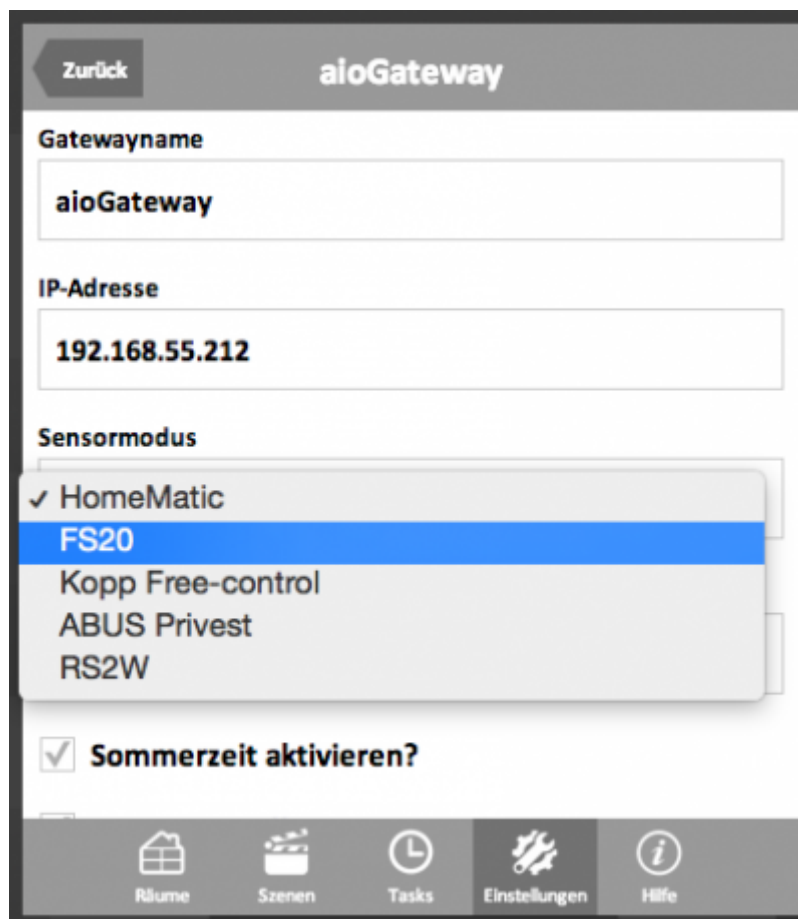 Zurück
aioGateway
Gatewayname
aioGateway
IP-Adresse
192.168.55.212
Sensormodus
✓ HomeMatic
FS20
Kopp Free-control
ABUS Privest
RS2W
Sommerzeit aktivieren?
Räume Szenen Tasks Einstellungen Hilfe